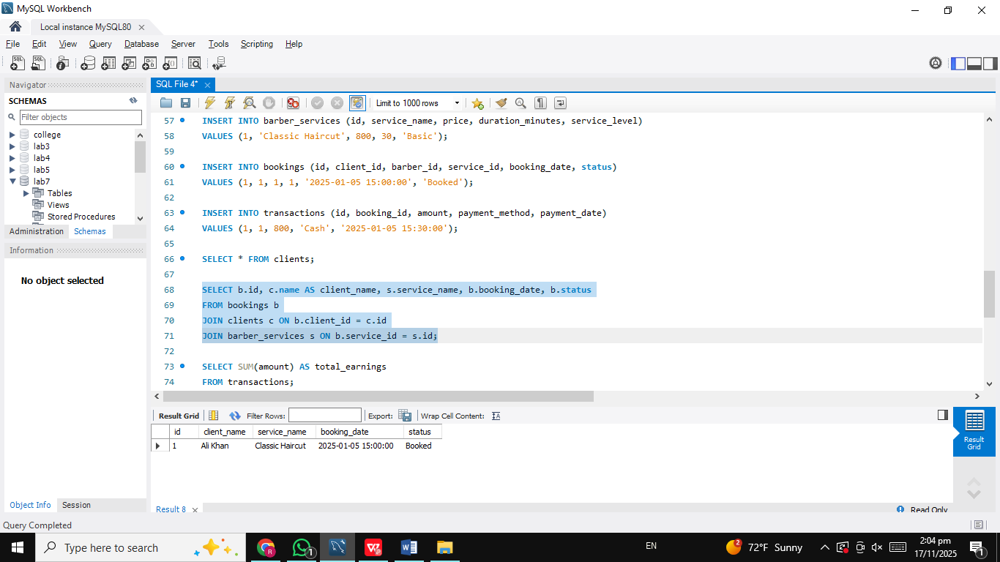 MySQL Workbench
Local instance MySQL80
File Edit View Query Database Server Tools Scripting Help
Navigator
SCHEMAS
Filter objects
college
lab3
lab4
lab5
lab7
Tables
Views
Stored Procedures
Administration Schemas
Information
No object selected
Object Info Session
SQL File 4*
Limit to 1000 rows
57 INSERT INTO barber_services (id, service_name, price, duration_minutes, service_level)
58 VALUES (1, 'Classic Haircut', 800, 30, 'Basic');
59
60 INSERT INTO bookings (id, client_id, barber_id, service_id, booking_date, status)
61 VALUES (1, 1, 1, 1, '2025-01-05 15:00:00', 'Booked');
62
63 INSERT INTO transactions (id, booking_id, amount, payment_method, payment_date)
64 VALUES (1, 1, 800, 'Cash', '2025-01-05 15:30:00');
65
66 SELECT * FROM clients;
67
68 SELECT b.id, c.name AS client_name, s.service_name, b.booking_date, b.status
69 FROM bookings b
70 JOIN clients c ON b.client_id = c.id
71 JOIN barber_services s ON b.service_id = s.id;
72
73 SELECT SUM(amount) AS total_earnings
74 FROM transactions;
Result Grid Filter Rows: Export: Wrap Cell Content:
id client_name service_name booking_date status
1 Ali Khan Classic Haircut 2025-01-05 15:00:00 Booked
Result
Grid
Result 8 Read Only
Query Completed
Type here to search
1
EN
2
72°F Sunny
2:04 pm
17/11/2025
1